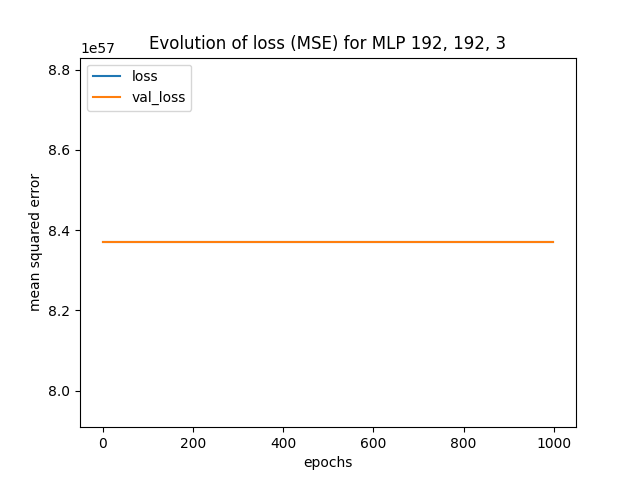 Evolution of loss (MSE) for MLP 192, 192, 3
1e57
loss
val_loss
8.8
8.6
8.4
8.2
8.0
mean squared error
0 200 400 600 800 1000
epochs